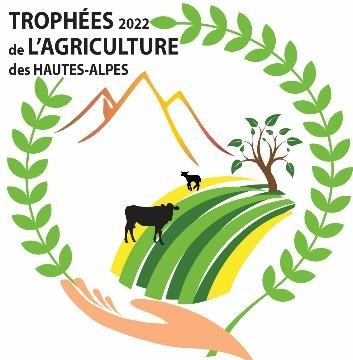 TROPHÉES 2022
de L'AGRICULTURE
des HAUTES-ALPES